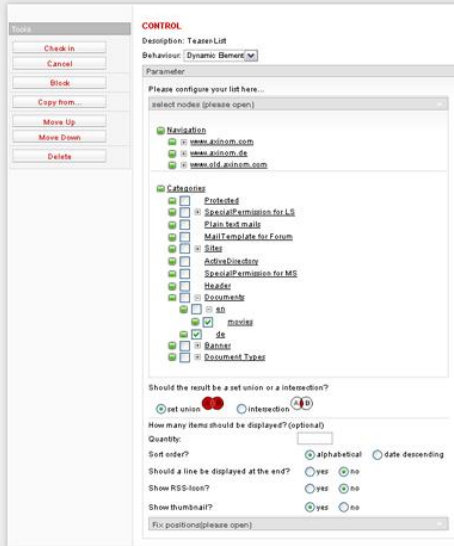 Tools
Check in
Cancel
Block
Copy from...
Move Up
Move Down
Delete
CONTROL
Description: Teaser-List
Behaviour: Dynamic Element
Parameter
Please configure your list here...
select nodes (please open)
Navigation
www.axinom.com
www.axinom.de
www.old.axinom.com
Categories
Protected
SpecialPermission for LS
Plain text mails
MailTemplate for Forum
Sites
ActiveDirectory
SpecialPermission for MS
Header
Documents
en
movies
de
Banner
Document Types
Should the result be a set union or a intersection?
set union intersection A B
How many items should be displayed? (optional)
Quantity:
Sort order? alphabetical date descending
Should a line be displayed at the end? yes no
Show RSS-Icon? yes no
Show thumbnail? yes no
Fix positions(please open)